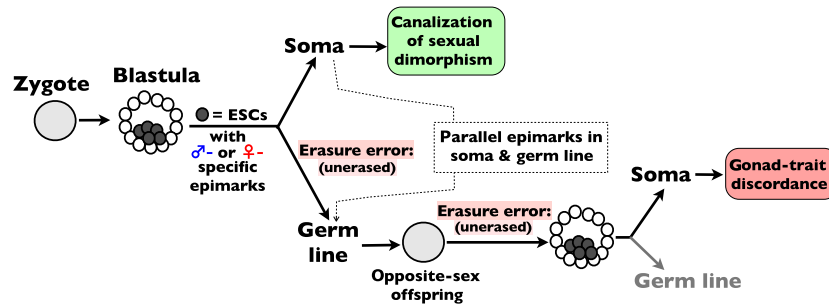 Zygote
Blastula
= ESCs
with
♂- or ♀-
specific
epimarks
Soma
Canalization
of sexual
dimorphism
Erasure error:
(unerased)
Parallel epimarks in
soma & germ line
Germ
line
Opposite-sex
offspring
Erasure error:
(unerased)
Soma
Gonad-trait
discordance
Germ line